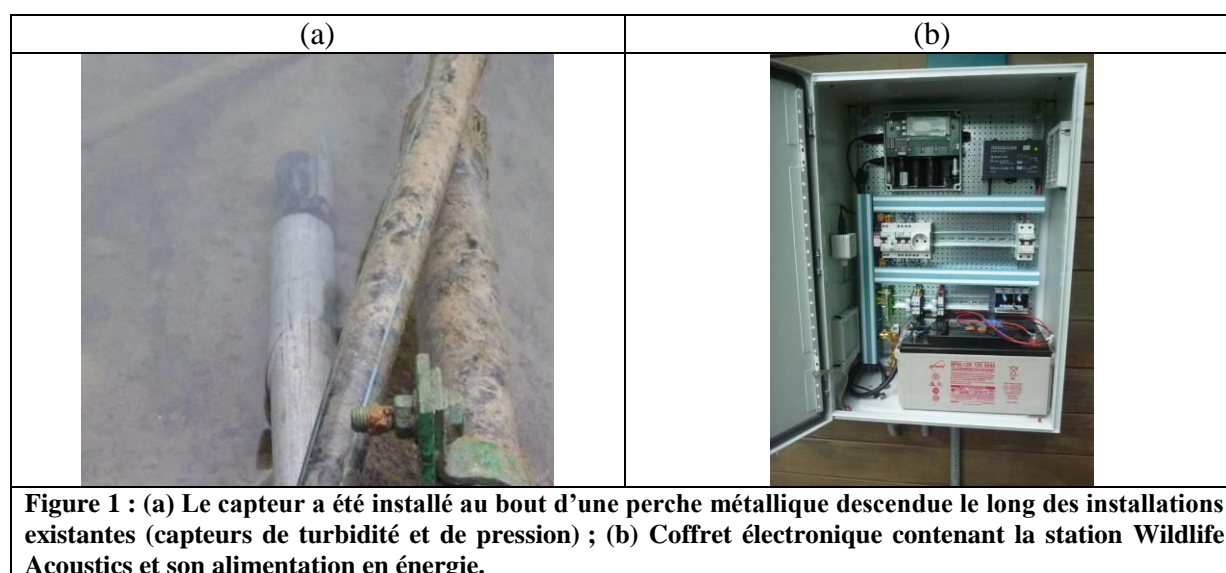 (a)
(b)
Figure 1 : (a) Le capteur a été installé au bout d’une perche métallique descendue le long des installations
existantes (capteurs de turbidité et de pression) ; (b) Coffret électronique contenant la station Wildlife
Acoustics et son alimentation en énergie.